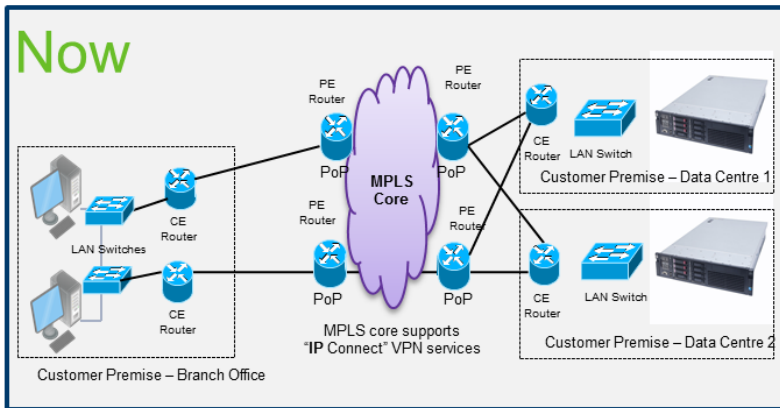 Now
PE
Router
PoP
PE
Router
PoP
PE
Router
PoP
PE
Router
PoP
MPLS
Core
MPLS core supports
“IP Connect” VPN services
CE
Router
LAN Switches
CE
Router
Customer Premise – Branch Office
CE
Router
LAN Switch
Customer Premise – Data Centre 1
CE
Router
LAN Switch
Customer Premise – Data Centre 2